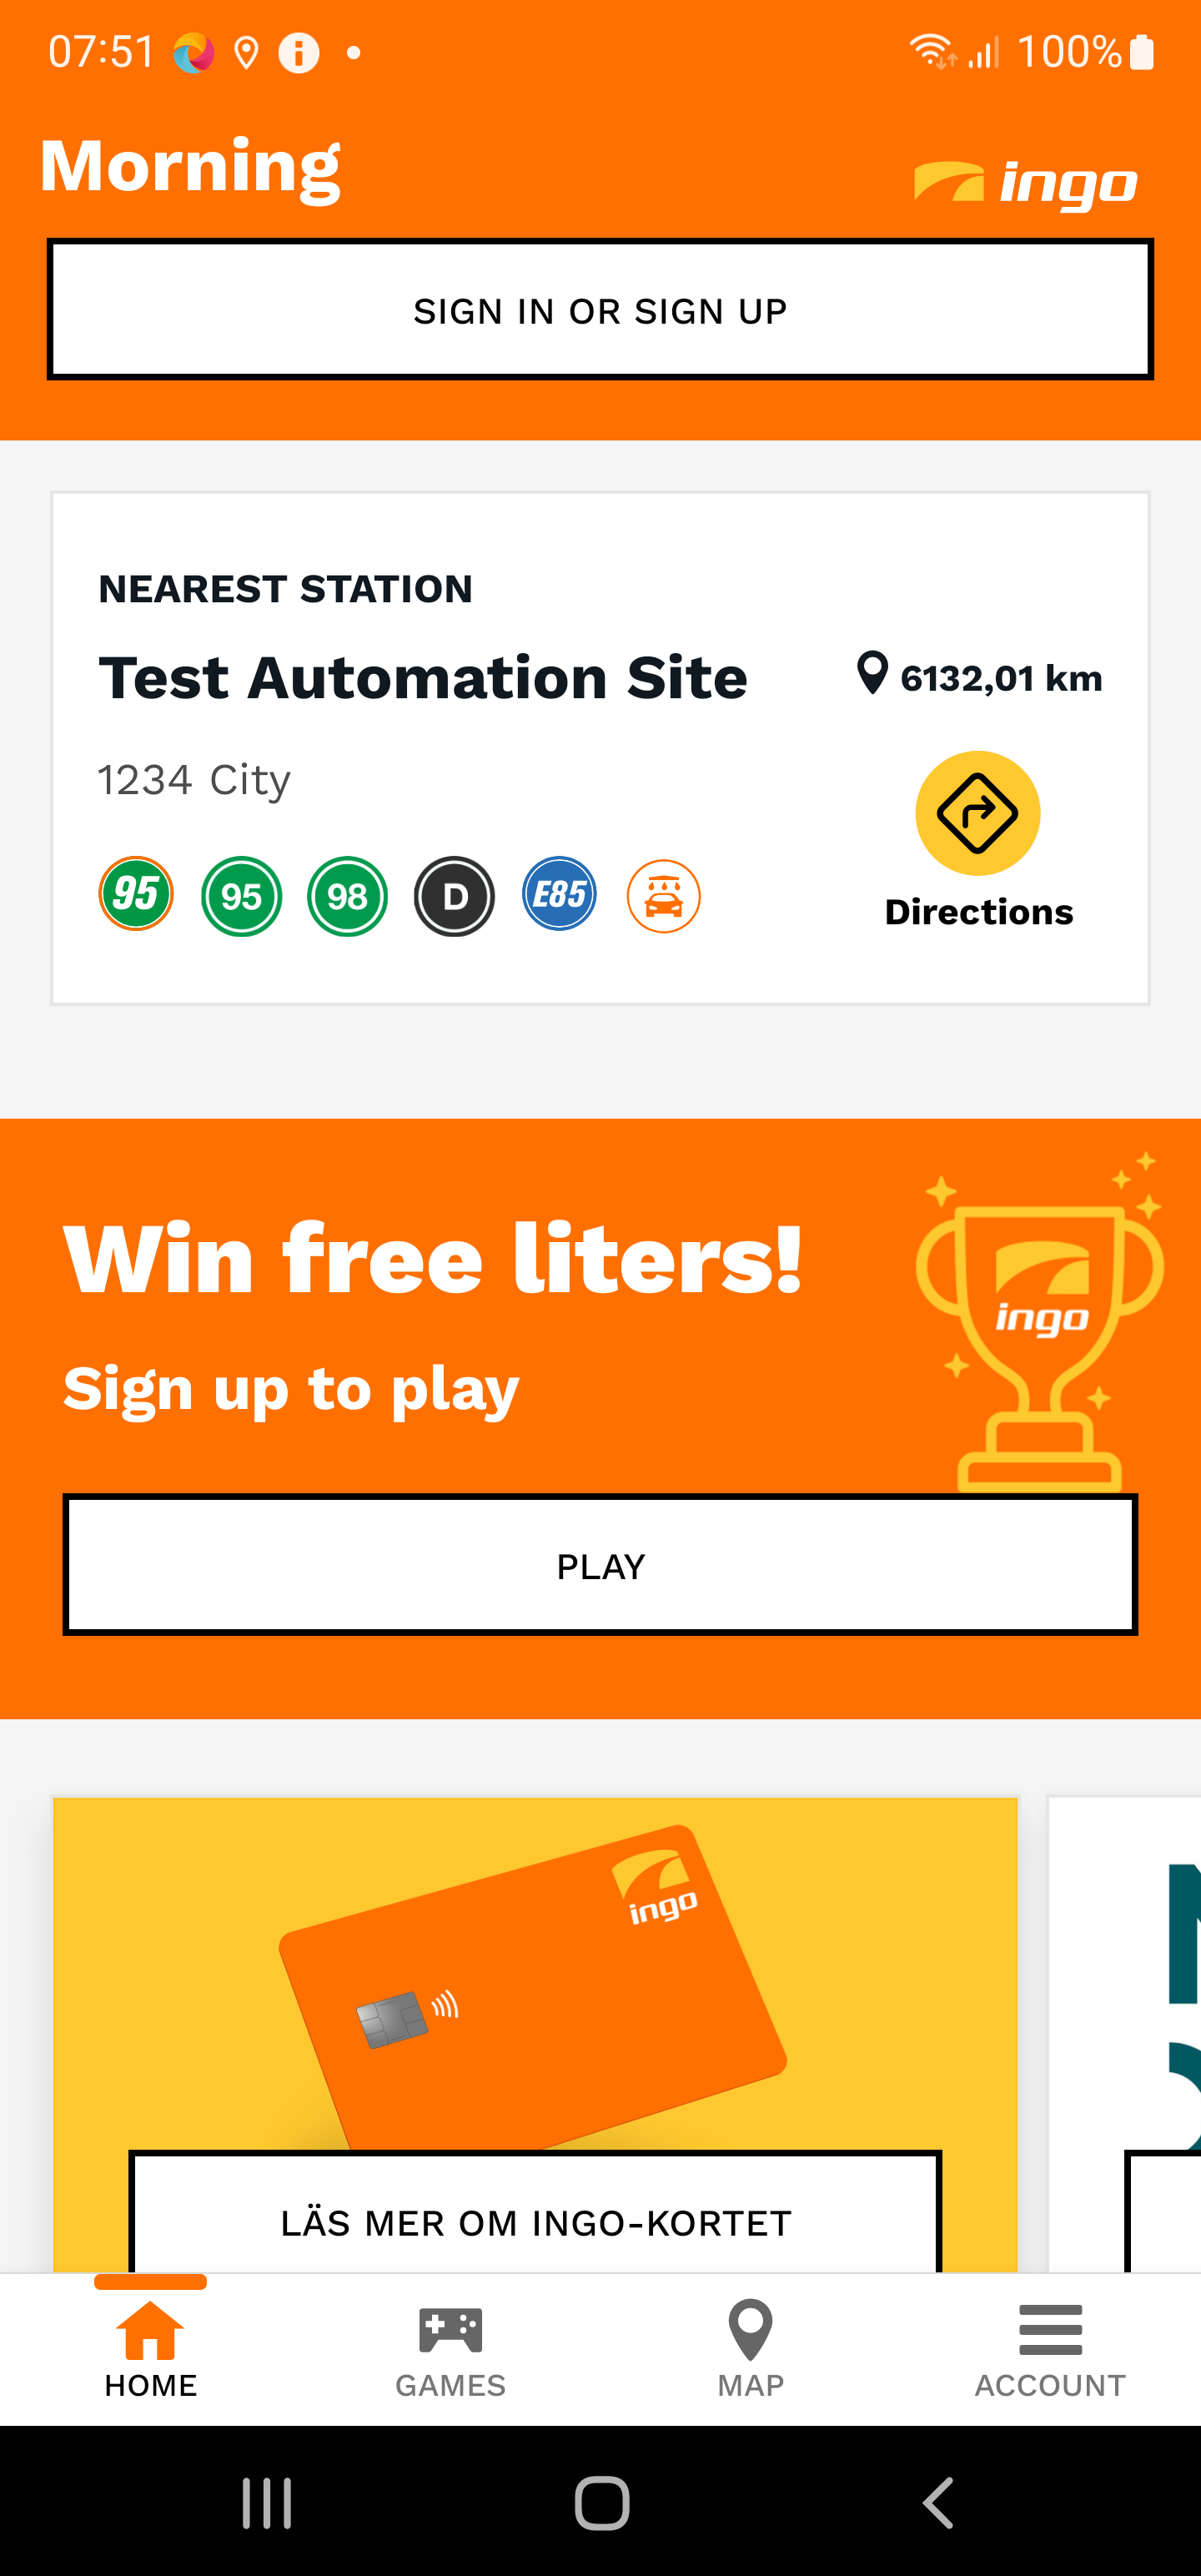 07:51
100%
Morning
ingo
SIGN IN OR SIGN UP
NEAREST STATION
Test Automation Site
6132,01 km
1234 City
95
95
98
D
E85
Directions
Win free liters!
ingo
Sign up to play
PLAY
ingo
LÄS MER OM INGO-KORTET
HOME
GAMES
MAP
ACCOUNT